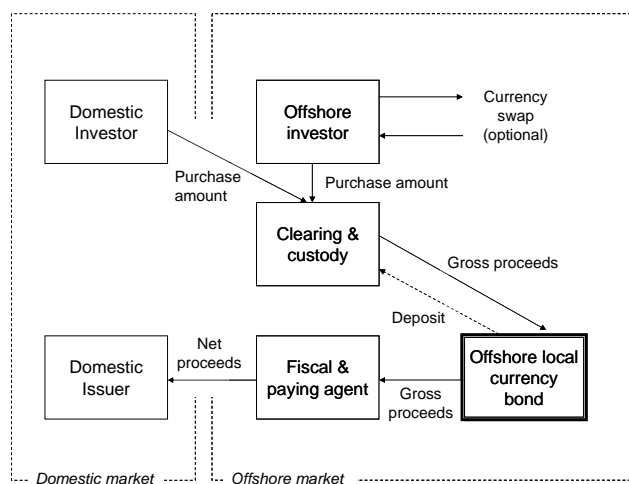 Domestic
Investor
Offshore
investor
Currency
swap
(optional)
Purchase
amount
Purchase amount
Clearing &
custody
Gross proceeds
Deposit
Domestic
Issuer
Net
proceeds
Fiscal &
paying agent
Gross
proceeds
Offshore local
currency
bond
Domestic market
Offshore market